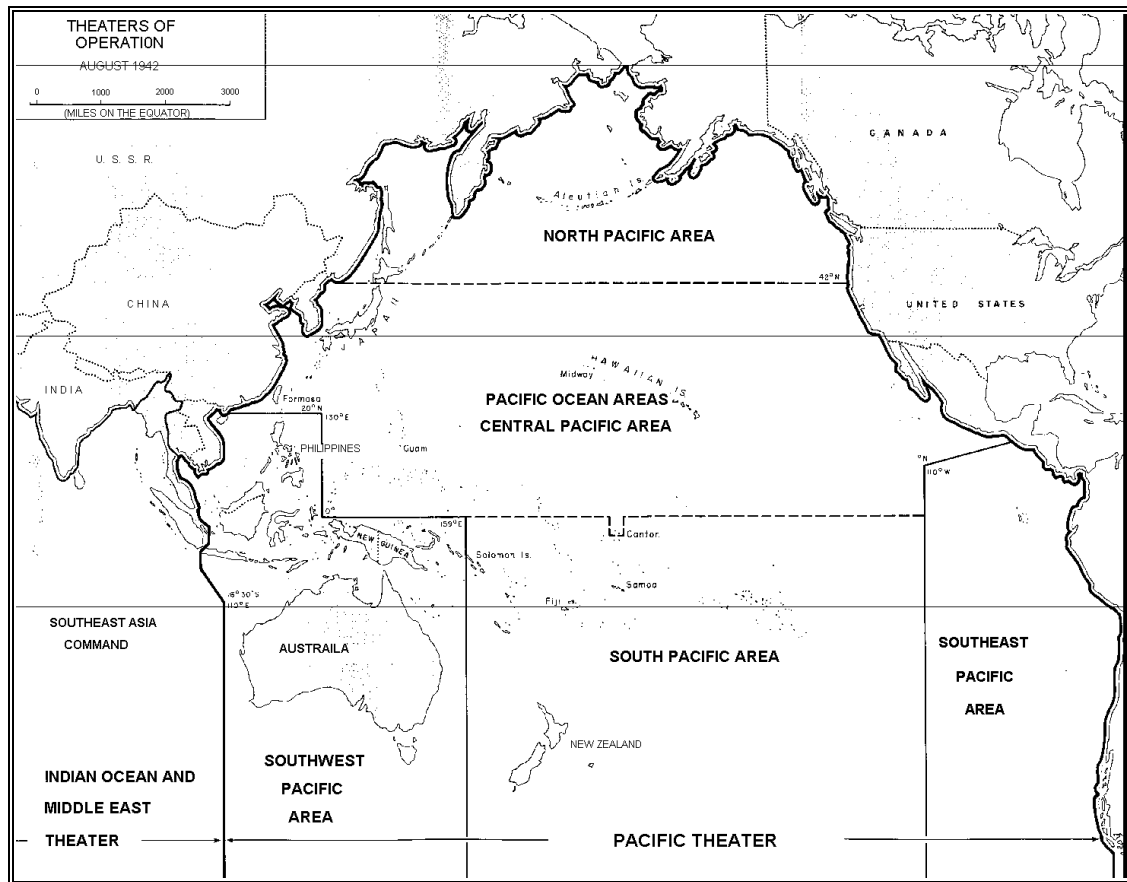 THEATERS OF
OPERATION
AUGUST 1942
0 1000 2000 3000
(MILES ON THE EQUATOR)
U. S. S. R.
CANADA
Aleutian Is.
NORTH PACIFIC AREA
42°N
CHINA
UNITED STATES
JAPAN
HAWAIIAN IS.
Midway
INDIA
Formosa
20°N
130°E
PACIFIC OCEAN AREAS
CENTRAL PACIFIC AREA
PHILIPPINES
Guam
°N
110°W
0°
159°E
NEW GUINEA
Canton
Solomon Is.
Samoa
Fiji
16°30'S
110°E
SOUTHEAST ASIA
COMMAND
AUSTRAILA
SOUTH PACIFIC AREA
SOUTHEAST
PACIFIC
AREA
NEW ZEALAND
SOUTHWEST
PACIFIC
AREA
INDIAN OCEAN AND
MIDDLE EAST
THEATER
PACIFIC THEATER